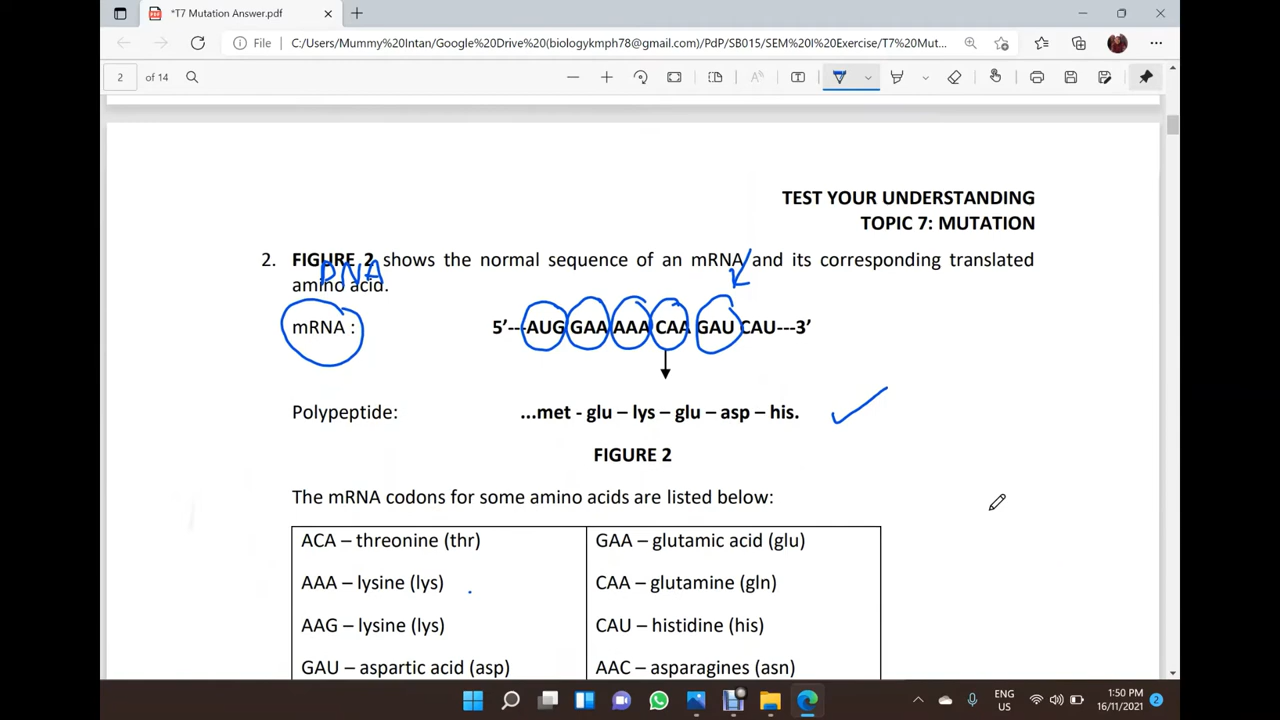 *T7 Mutation Answer.pdf
File C:/Users/Mummy%20Intan/Google%20Drive%20(biologykmph78@gmail.com)/PdP/SB015/SEM%20I%20Exercise/T7%20Mut...
2 of 14
TEST YOUR UNDERSTANDING
TOPIC 7: MUTATION
2. FIGURE 2 shows the normal sequence of an mRNA and its corresponding translated
DNA
amino acid.
mRNA : 5’---AUG GAA AAA CAA GAU CAU---3’
Polypeptide: ...met - glu – lys – glu – asp – his.
FIGURE 2
The mRNA codons for some amino acids are listed below:
ACA – threonine (thr) GAA – glutamic acid (glu)
AAA – lysine (lys) CAA – glutamine (gln)
AAG – lysine (lys) CAU – histidine (his)
GAU – aspartic acid (asp) AAC – asparagines (asn)
ENG 1:50 PM
US 16/11/2021 2